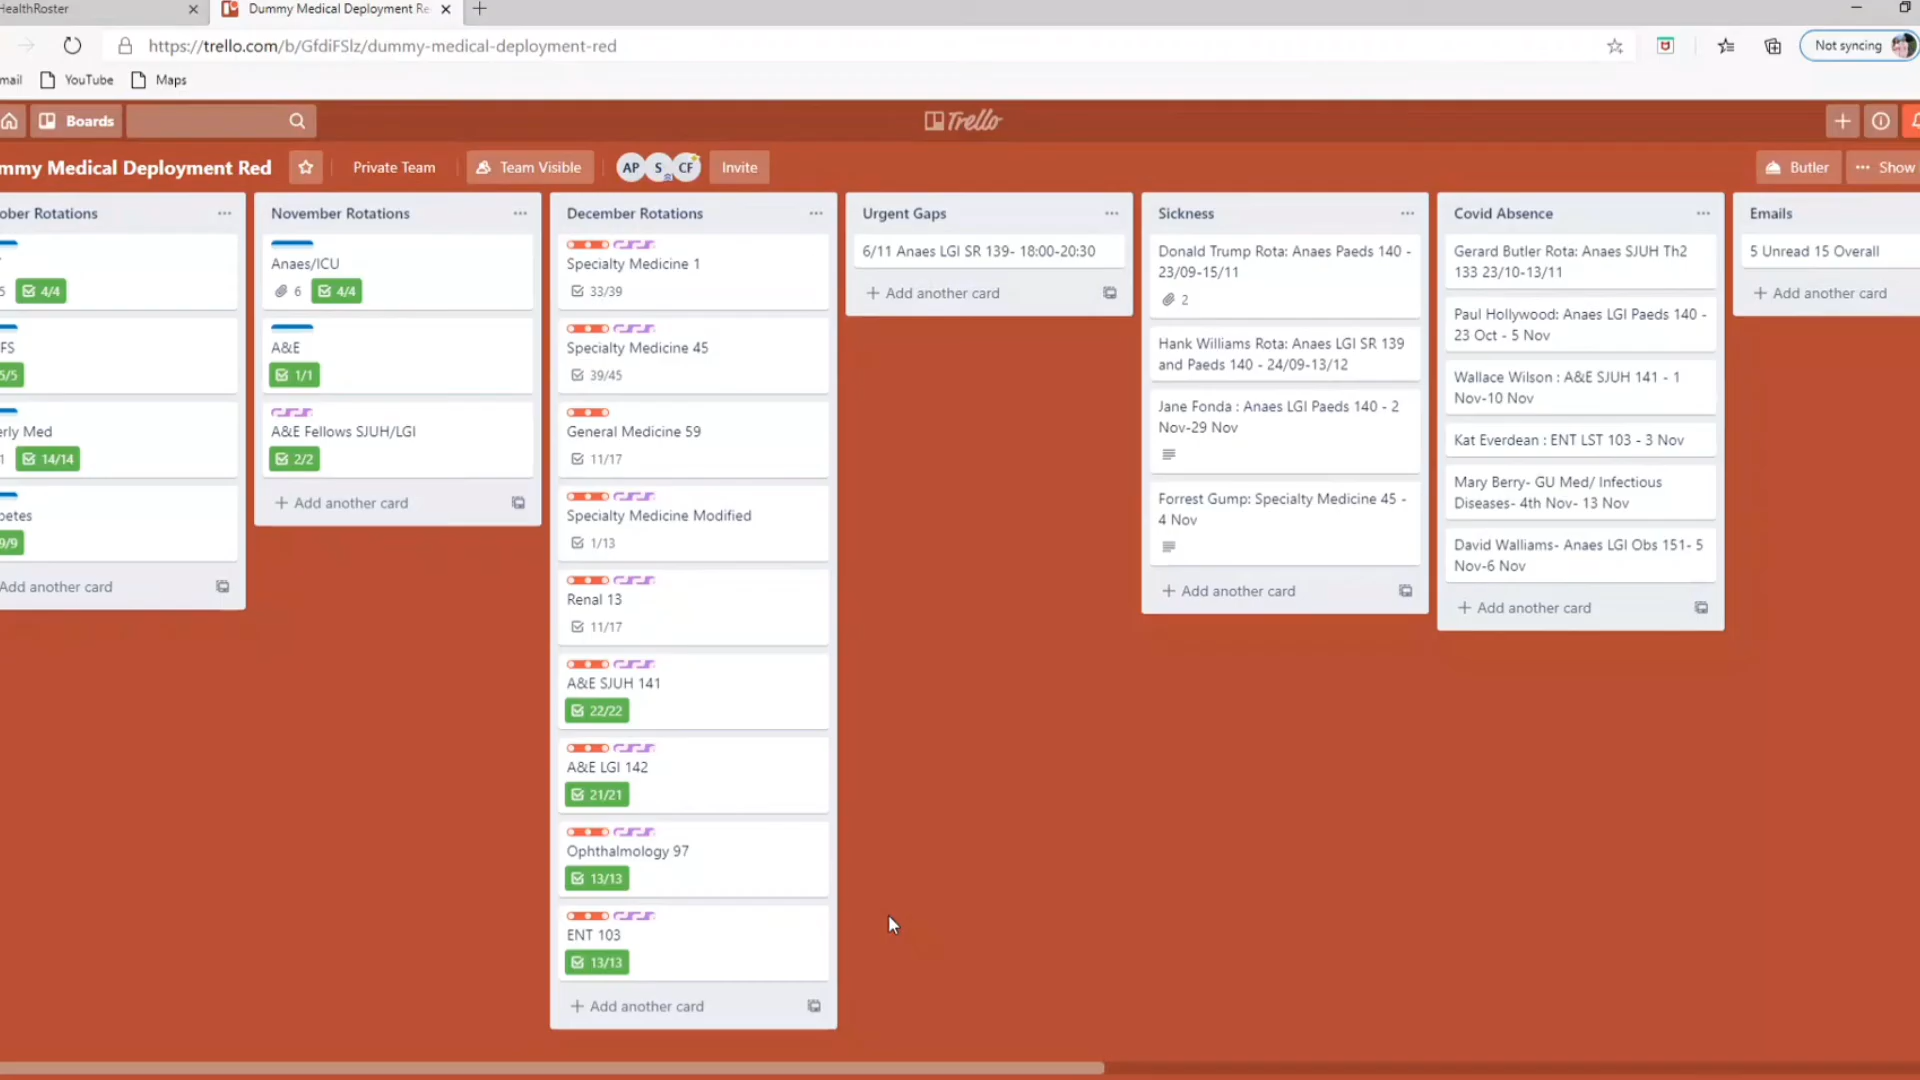 HealthRoster
Dummy Medical Deployment Re
https://trello.com/b/GfdiFSlz/dummy-medical-deployment-red
Not syncing
mail
YouTube
Maps
Boards
Trello
mmy Medical Deployment Red
Private Team
Team Visible
AP
S
CF
Invite
Butler
Show
ober Rotations
5
4/4
FS
5/5
erly Med
1
14/14
betes
9/9
Add another card
November Rotations
Anaes/ICU
6
4/4
A&E
1/1
A&E Fellows SJUH/LGI
2/2
Add another card
December Rotations
Specialty Medicine 1
33/39
Specialty Medicine 45
39/45
General Medicine 59
11/17
Specialty Medicine Modified
1/13
Renal 13
11/17
A&E SJUH 141
22/22
A&E LGI 142
21/21
Ophthalmology 97
13/13
ENT 103
13/13
Add another card
Urgent Gaps
6/11 Anaes LGI SR 139- 18:00-20:30
Add another card
Sickness
Donald Trump Rota: Anaes Paeds 140 -
23/09-15/11
2
Hank Williams Rota: Anaes LGI SR 139
and Paeds 140 - 24/09-13/12
Jane Fonda : Anaes LGI Paeds 140 - 2
Nov-29 Nov
Forrest Gump: Specialty Medicine 45 -
4 Nov
Add another card
Covid Absence
Gerard Butler Rota: Anaes SJUH Th2
133 23/10-13/11
Paul Hollywood: Anaes LGI Paeds 140 -
23 Oct - 5 Nov
Wallace Wilson : A&E SJUH 141 - 1
Nov-10 Nov
Kat Everdean : ENT LST 103 - 3 Nov
Mary Berry- GU Med/ Infectious
Diseases- 4th Nov- 13 Nov
David Walliams- Anaes LGI Obs 151- 5
Nov-6 Nov
Add another card
Emails
5 Unread 15 Overall
Add another card